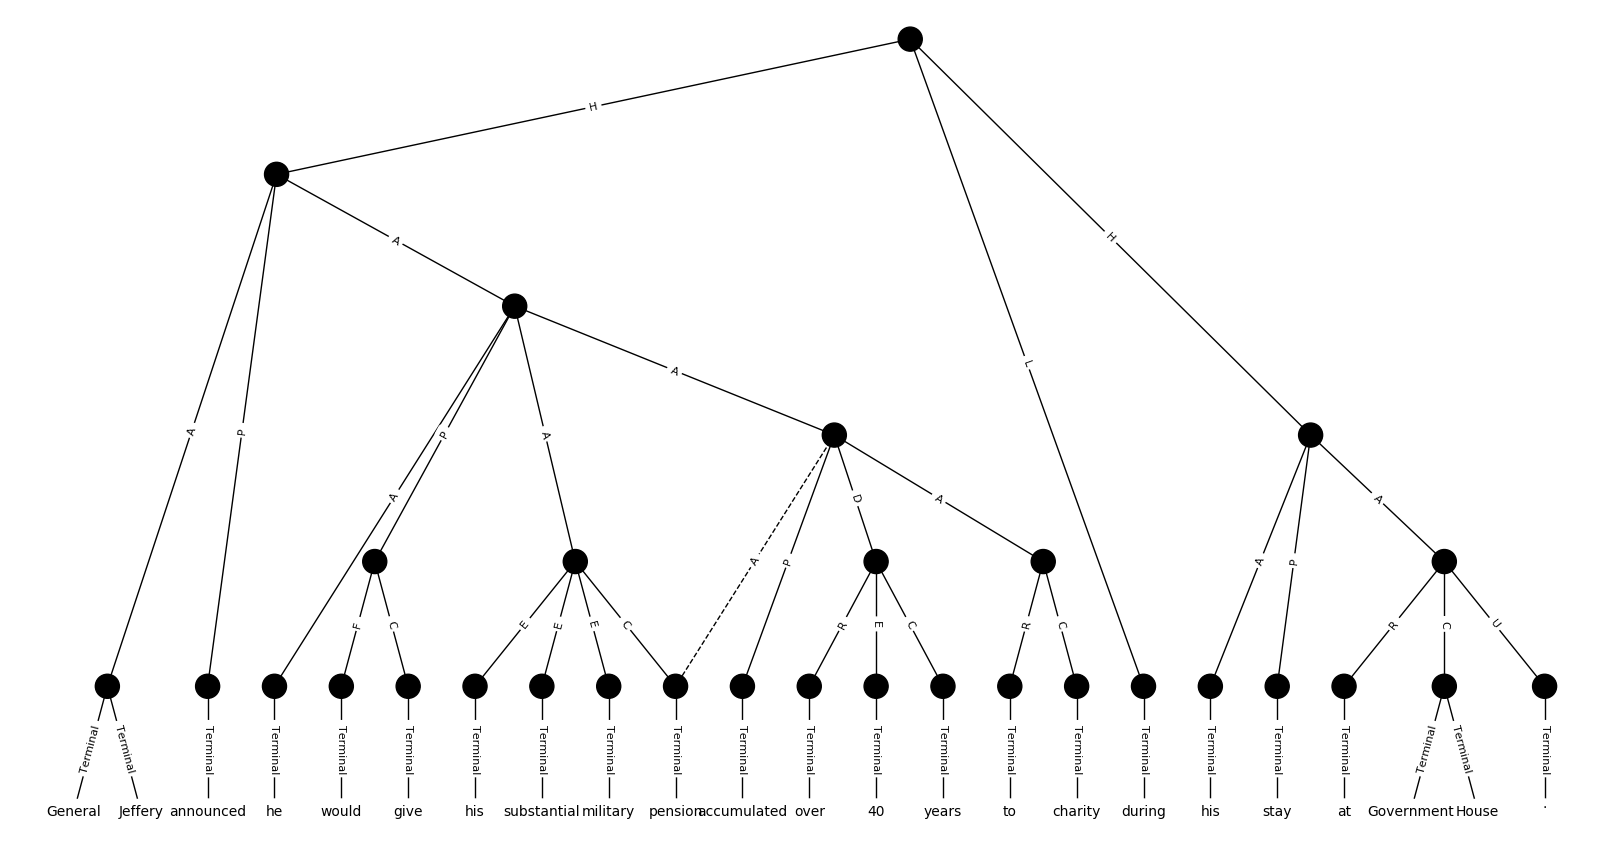 H
A H
A L
A P A A P
A D A A P A
F C E E E C R E C R C R C U
Terminal Terminal Terminal Terminal Terminal Terminal Terminal Terminal Terminal Terminal Terminal Terminal Terminal Terminal Terminal Terminal Terminal Terminal Terminal Terminal Terminal Terminal Terminal
General Jeffery announced he would give his substantial military pension accumulated over 40 years to charity during his stay at Government House .